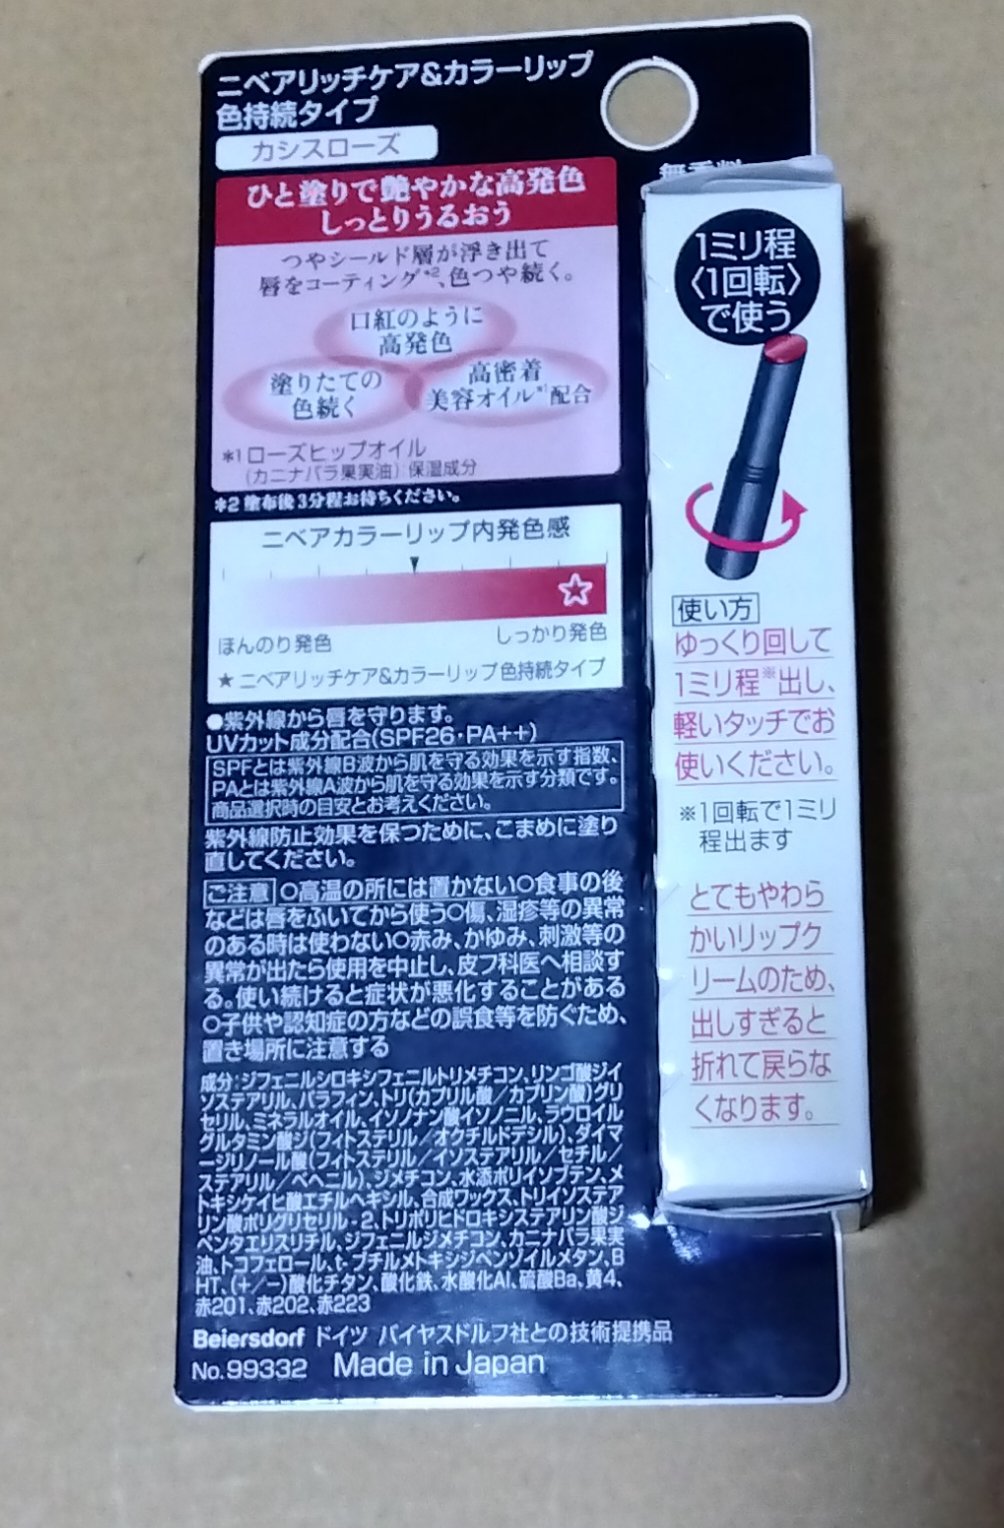 ニベアリッチケア&カラーリップ
色持続タイプ
カシスローズ
ひと塗りで艶やかな高発色
しっとりうるおう
つやシールド層が浮き出て
唇をコーティング*2、色つや続く。
口紅のように
高発色
塗りたての
色続く
高密着
美容オイル*1配合
*1 ローズヒップオイル
(カニナバラ果実油):保湿成分
*2 塗布後3分程お待ちください。
ニベアカラーリップ内発色感
ほんのり発色
しっかり発色
★ ニベアリッチケア&カラーリップ色持続タイプ
●紫外線から唇を守ります。
UVカット成分配合(SPF26・PA++)
SPFとは紫外線B波から肌を守る効果を示す指数、
PAとは紫外線A波から肌を守る効果を示す分類です。
商品選択時の目安とお考えください。
紫外線防止効果を保つために、こまめに塗り
直してください。
ご注意 ○高温の所には置かない○食事の後
などは唇をふいてから使う○傷、湿疹等の異常
のある時は使わない○赤み、かゆみ、刺激等の
異常が出たら使用を中止し、皮フ科医へ相談す
る。使い続けると症状が悪化することがある
○子供や認知症の方などの誤食等を防ぐため、
置き場所に注意する
成分:ジフェニルシロキシフェニルトリメチコン、リンゴ酸ジイ
ソステアリル、パラフィン、トリ(カプリル酸/カプリン酸)グリ
セリル、ミネラルオイル、イソノナン酸イソノニル、ラウロイル
グルタミン酸ジ(フィトステリル/オクチルドデシル)、ダイマ
ージリノール酸(フィトステリル/イソステアリル/セチル/
ステアリル/ベヘニル)、ジメチコン、水添ポリイソブテン、メ
トキシケイヒ酸エチルヘキシル、合成ワックス、トリイソステア
リン酸ポリグリセリル-2、トリポリヒドロキシステアリン酸ジ
ペンタエリスリチル、ジフェニルジメチコン、カニナバラ果実
油、トコフェロール、t-ブチルメトキシジベンゾイルメタン、B
HT、(+/-)酸化チタン、酸化鉄、水酸化Al、硫酸Ba、黄4、
赤201、赤202、赤223
Beiersdorf ドイツ バイヤスドルフ社との技術提携品
No.99332 Made in Japan
1ミリ程
〈1回転〉
で使う
使い方
ゆっくり回して
1ミリ程※出し、
軽いタッチでお
使いください。
※1回転で1ミリ
程出ます
とてもやわら
かいリップク
リームのため、
出しすぎると
折れて戻らな
くなります。